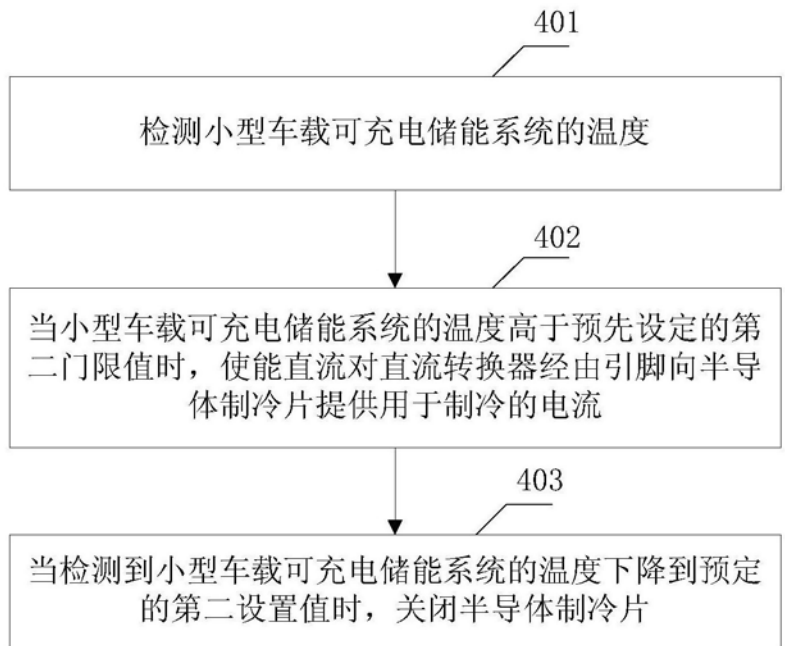 401
检测小型车载可充电储能系统的温度
402
当小型车载可充电储能系统的温度高于预先设定的第
二门限值时，使能直流对直流转换器经由引脚向半导
体制冷片提供用于制冷的电流
403
当检测到小型车载可充电储能系统的温度下降到预定
的第二设置值时，关闭半导体制冷片